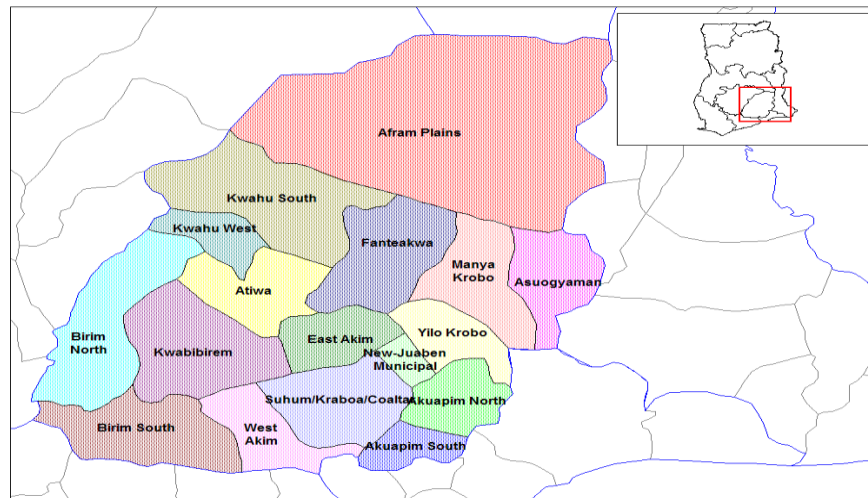 Afram Plains
Kwahu South
Kwahu West
Fanteakwa
Manya
Krobo
Asuogyaman
Atiwa
Birim
North
Kwabibirem
East Akim
Yilo Krobo
New-Juaben
Municipal
Suhum/Kraboa/Coaltar
Akuapim North
Birim South
West
Akim
Akuapim South